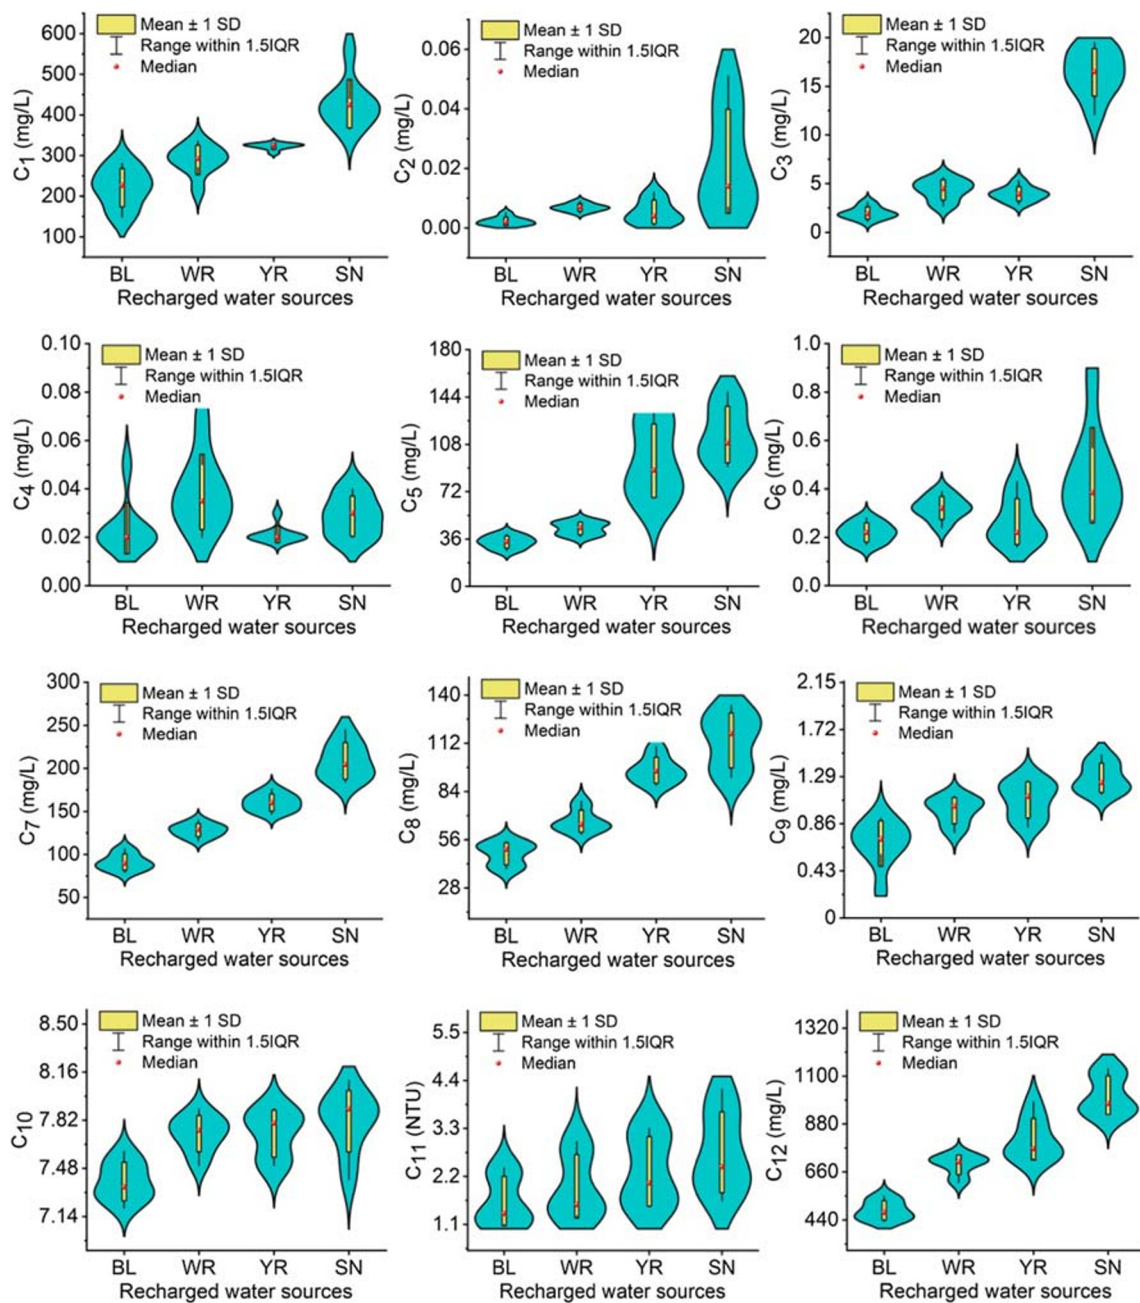 Mean ± 1 SD
Range within 1.5IQR
Median
C1 (mg/L)
600
500
400
300
200
100
BL WR YR SN
Recharged water sources
Mean ± 1 SD
Range within 1.5IQR
Median
C2 (mg/L)
0.06
0.04
0.02
0.00
BL WR YR SN
Recharged water sources
Mean ± 1 SD
Range within 1.5IQR
Median
C3 (mg/L)
20
15
10
5
0
BL WR YR SN
Recharged water sources
Mean ± 1 SD
Range within 1.5IQR
Median
C4 (mg/L)
0.10
0.08
0.06
0.04
0.02
0.00
BL WR YR SN
Recharged water sources
Mean ± 1 SD
Range within 1.5IQR
Median
C5 (mg/L)
180
144
108
72
36
0
BL WR YR SN
Recharged water sources
Mean ± 1 SD
Range within 1.5IQR
Median
C6 (mg/L)
1.0
0.8
0.6
0.4
0.2
0.0
BL WR YR SN
Recharged water sources
Mean ± 1 SD
Range within 1.5IQR
Median
C7 (mg/L)
300
250
200
150
100
50
BL WR YR SN
Recharged water sources
Mean ± 1 SD
Range within 1.5IQR
Median
C8 (mg/L)
140
112
84
56
28
BL WR YR SN
Recharged water sources
Mean ± 1 SD
Range within 1.5IQR
Median
C9 (mg/L)
2.15
1.72
1.29
0.86
0.43
0
BL WR YR SN
Recharged water sources
Mean ± 1 SD
Range within 1.5IQR
Median
C10
8.50
8.16
7.82
7.48
7.14
BL WR YR SN
Recharged water sources
Mean ± 1 SD
Range within 1.5IQR
Median
C11 (NTU)
5.5
4.4
3.3
2.2
1.1
BL WR YR SN
Recharged water sources
Mean ± 1 SD
Range within 1.5IQR
Median
C12 (mg/L)
1320
1100
880
660
440
BL WR YR SN
Recharged water sources